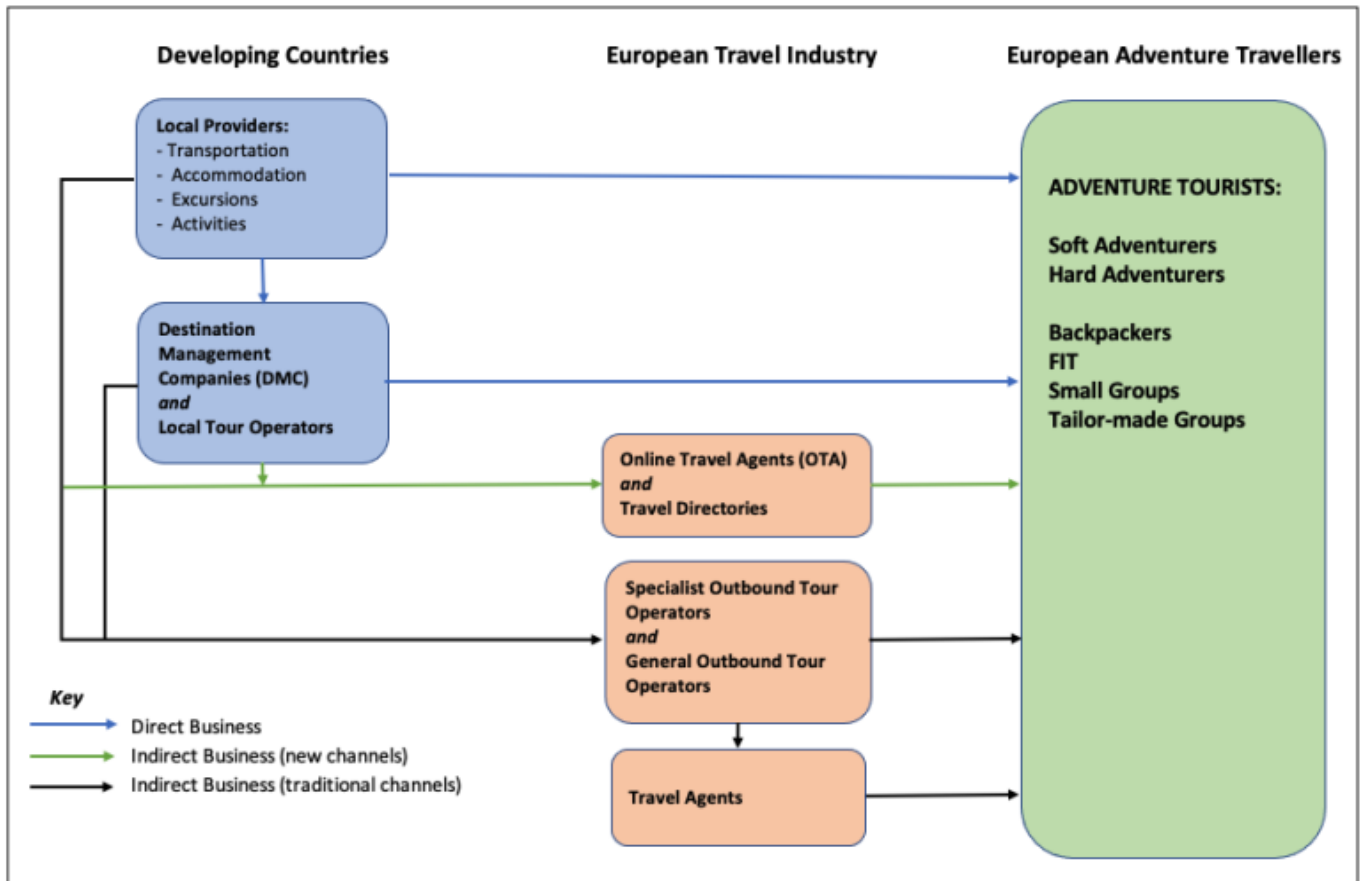 Developing Countries
European Travel Industry
European Adventure Travellers
Local Providers:
- Transportation
- Accommodation
- Excursions
- Activities
ADVENTURE TOURISTS:
Soft Adventurers
Hard Adventurers
Backpackers
FIT
Small Groups
Tailor-made Groups
Destination
Management
Companies (DMC)
and
Local Tour Operators
Online Travel Agents (OTA)
and
Travel Directories
Specialist Outbound Tour
Operators
and
General Outbound Tour
Operators
Travel Agents
Key
Direct Business
Indirect Business (new channels)
Indirect Business (traditional channels)